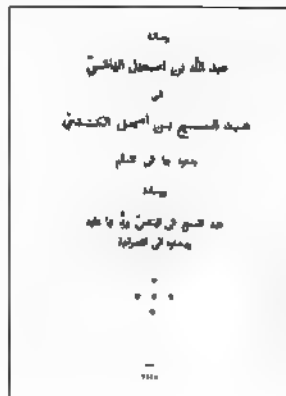 رسالة
عبد الله بن اسمعيل الهاشميّ
الى
عبد المسيح بن اسحق الكنديّ
يدعوه بها الى الاسلام
ورسالة
عبد المسيح الى الهاشميّ يردّ بها عليه
ويدعوه الى النصرانية